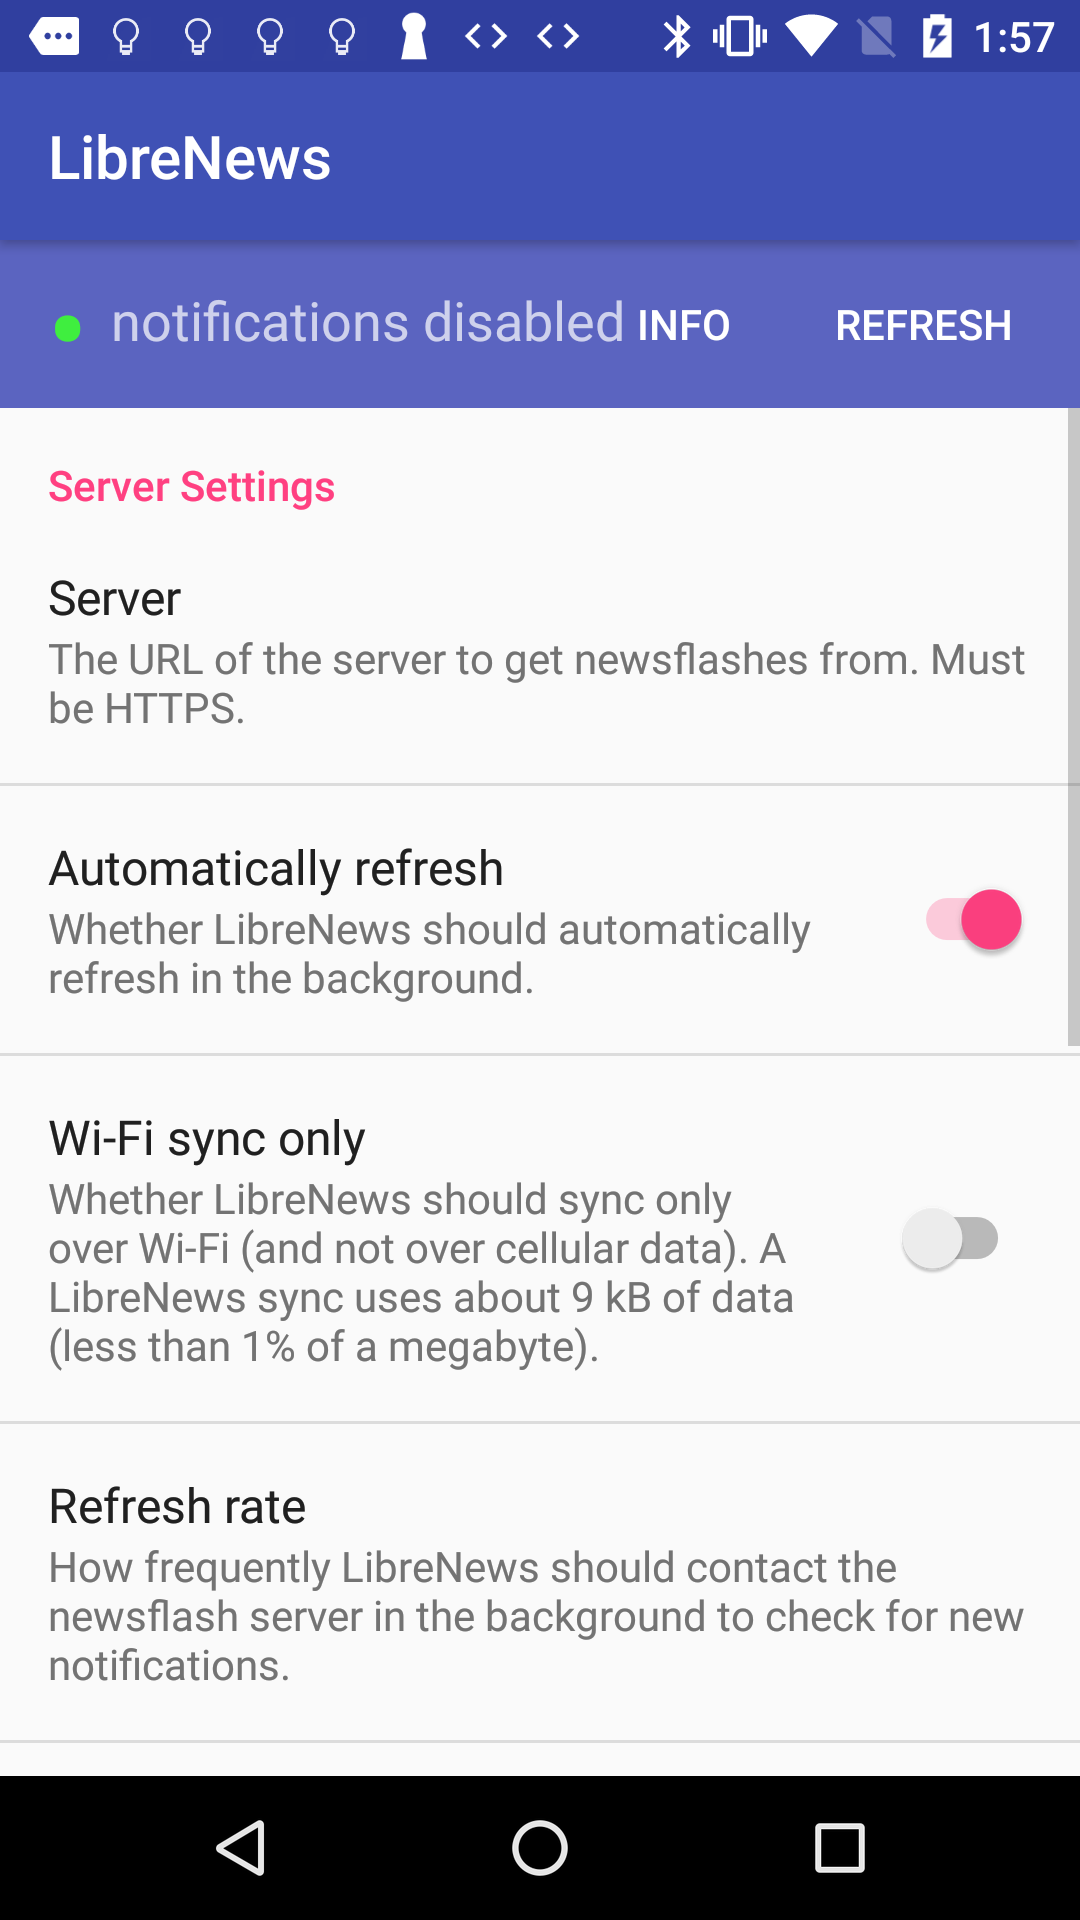 1:57
LibreNews
notifications disabled INFO REFRESH
Server Settings
Server
The URL of the server to get newsflashes from. Must
be HTTPS.
Automatically refresh
Whether LibreNews should automatically
refresh in the background.
Wi-Fi sync only
Whether LibreNews should sync only
over Wi-Fi (and not over cellular data). A
LibreNews sync uses about 9 kB of data
(less than 1% of a megabyte).
Refresh rate
How frequently LibreNews should contact the
newsflash server in the background to check for new
notifications.